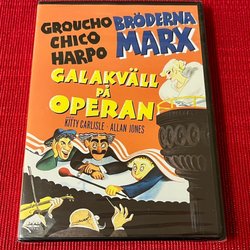 GROUCHO
CHICO
HARPO
BRÖDERNA
MARX
GALAKVÄLL
PÅ
OPERAN
KITTY CARLISLE · ALLAN JONES